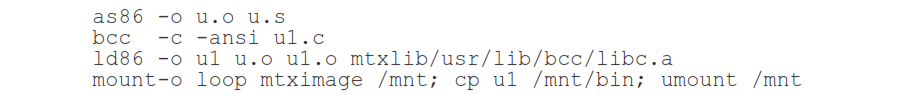 as86 -o u.o u.s
bcc  -c -ansi u1.c
ld86 -o u1 u.o u1.o mtxlib/usr/lib/bcc/libc.a
mount-o loop mtximage /mnt; cp u1 /mnt/bin; umount /mnt